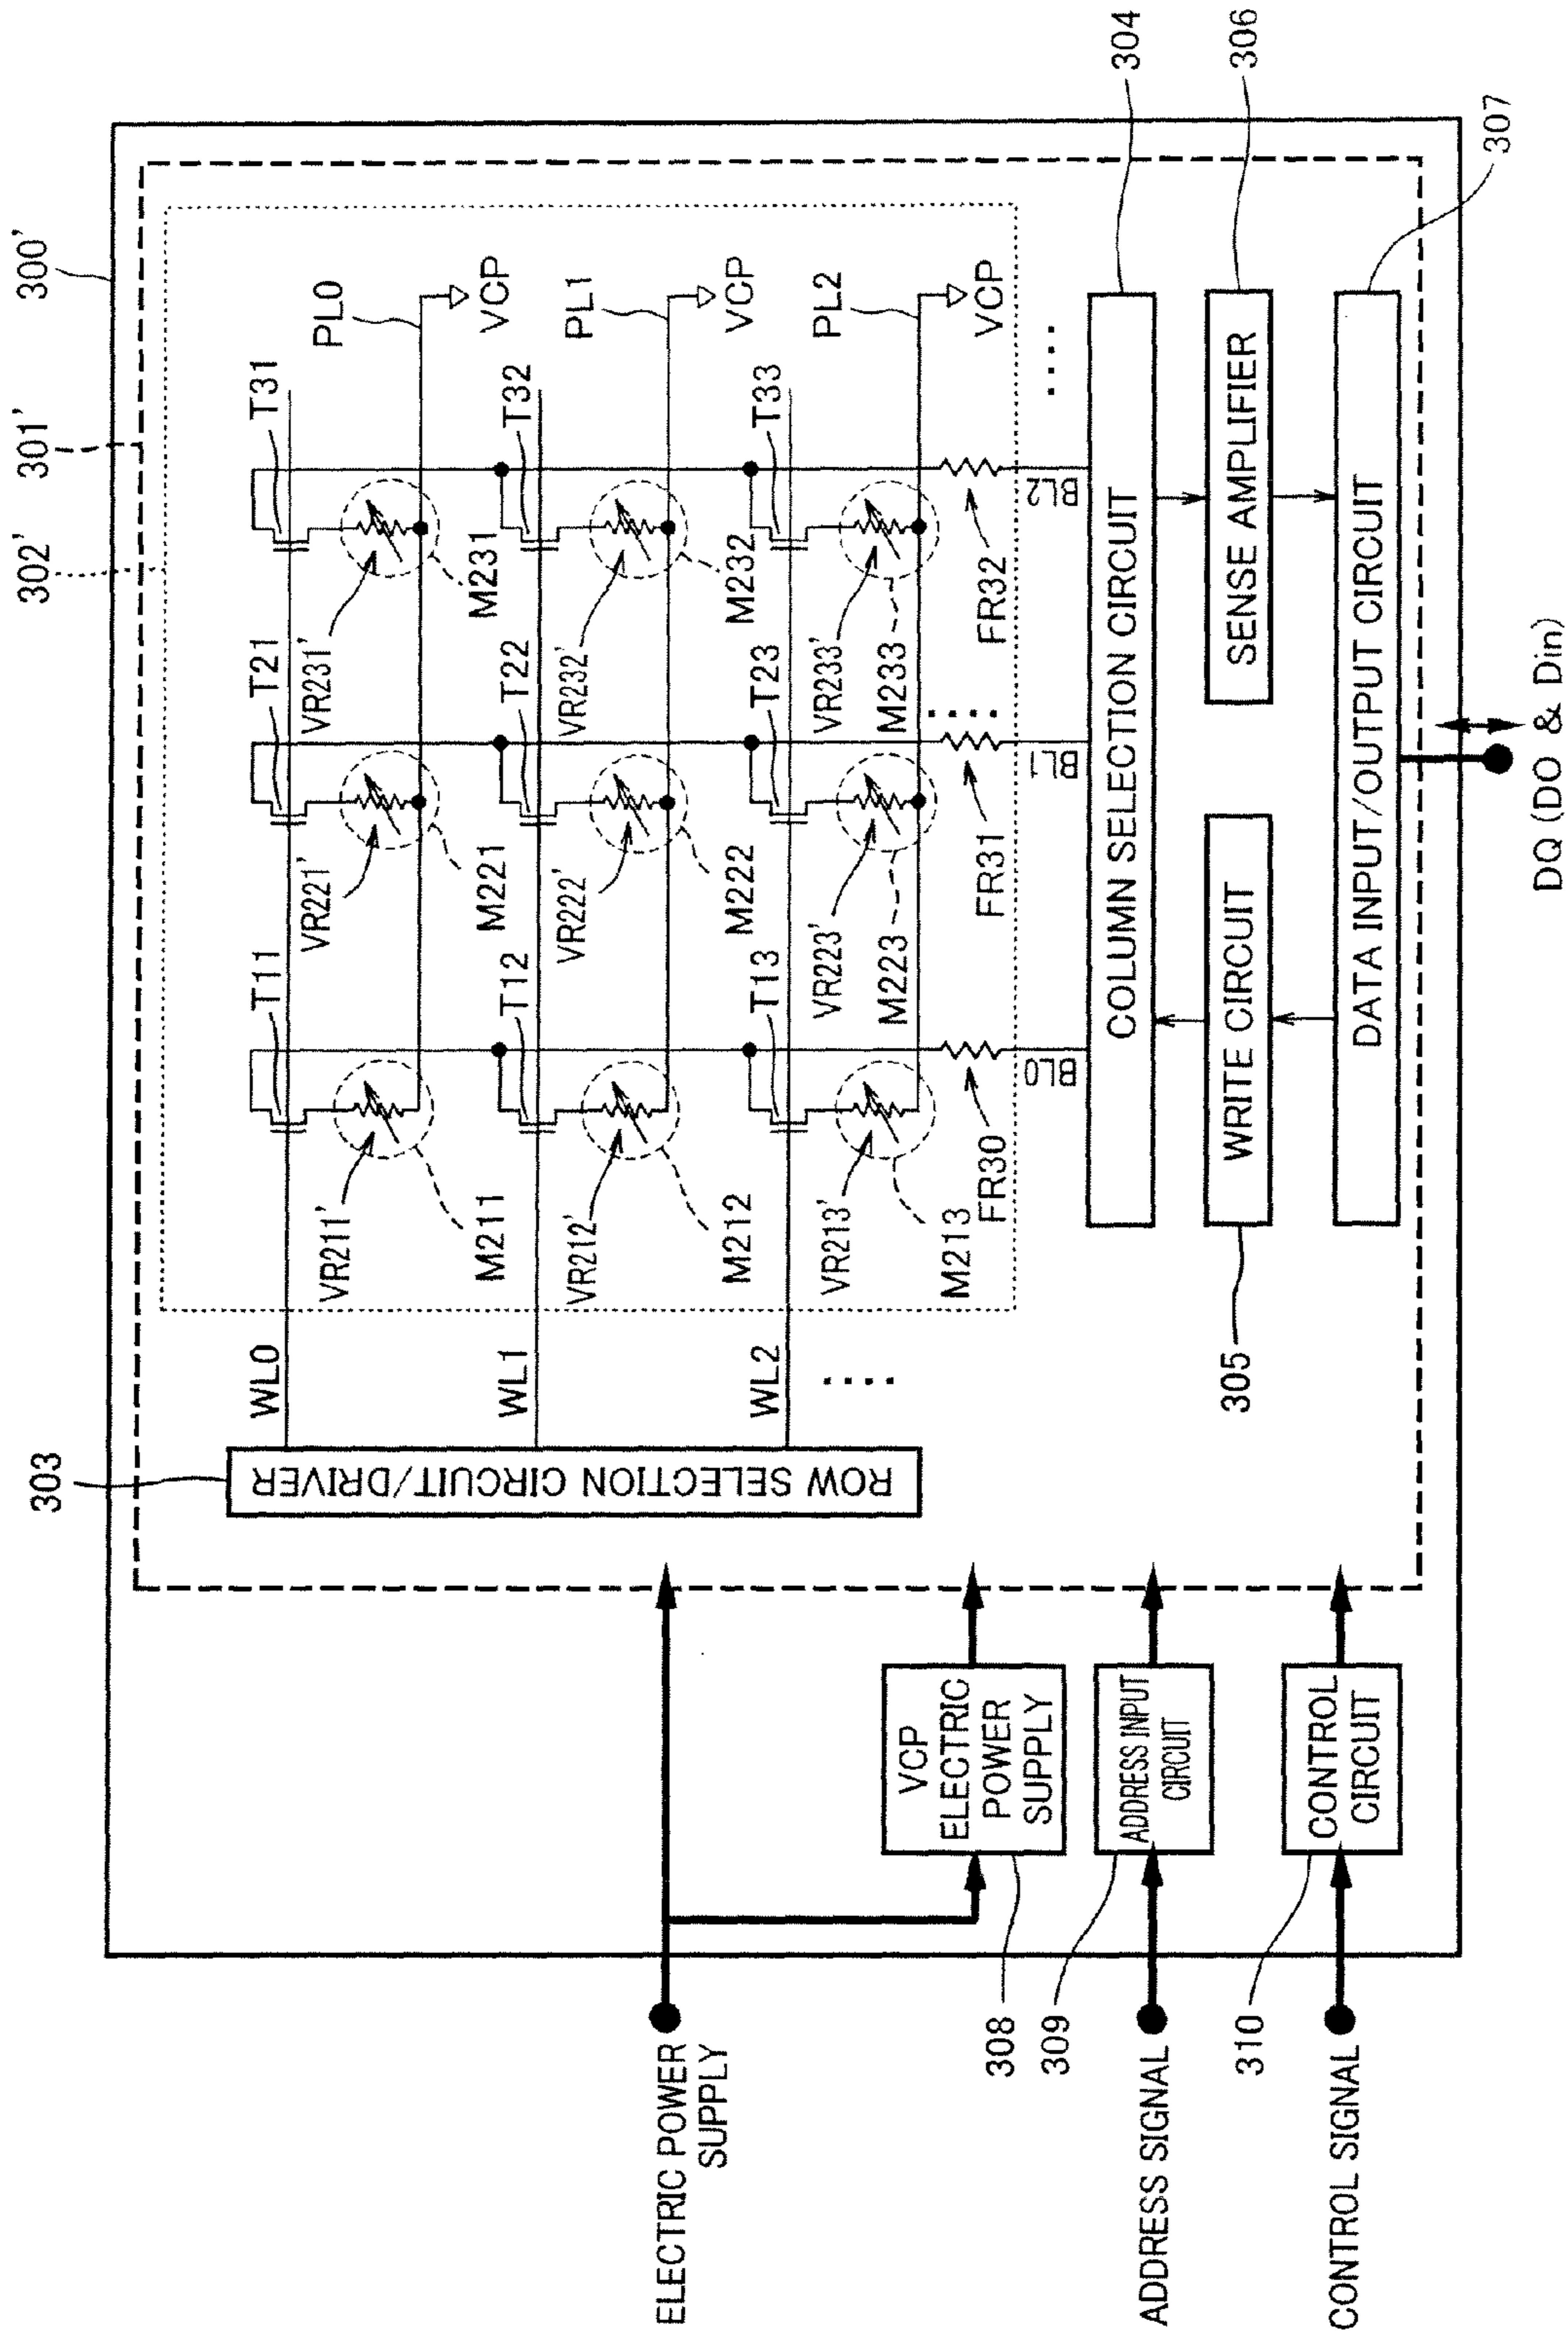 300'
301'
302'
303
WL0
WL1
WL2
....
ROW SELECTION CIRCUIT/DRIVER
T11
T21
T31
PL0
VCP
VR211'
VR221'
VR231'
M211
M221
M231
T12
T22
T32
PL1
VCP
VR212'
VR222'
VR232'
M212
M222
M232
T13
T23
T33
PL2
VCP
VR213'
VR223'
VR233'
M213
M223
M233
....
FR30
FR31
FR32
BL0
BL1
BL2
....
COLUMN SELECTION CIRCUIT
304
WRITE CIRCUIT
305
SENSE AMPLIFIER
306
DATA INPUT/OUTPUT CIRCUIT
307
DQ (DO & Din)
ELECTRIC POWER
SUPPLY
VCP
ELECTRIC
POWER
SUPPLY
308
ADDRESS SIGNAL
309
ADDRESS INPUT
CIRCUIT
CONTROL SIGNAL
310
CONTROL
CIRCUIT